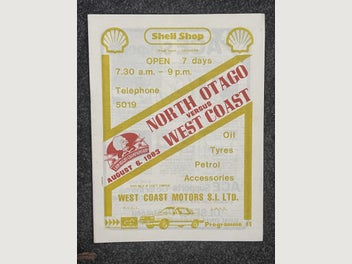 Shell Shop
OPEN 7 days
7.30 a.m. – 9 p.m.
Telephone
5019
NORTH OTAGO
VERSUS
WEST COAST
AUGUST 6, 1983
Oil
Tyres
Petrol
Accessories
WEST COAST MOTORS S.I. LTD.
Programme